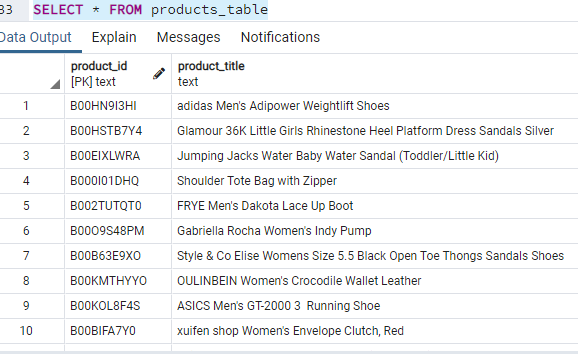 33 SELECT * FROM products_table
Data Output Explain Messages Notifications
product_id product_title
[PK] text text
1 B00HN9I3HI adidas Men's Adipower Weightlift Shoes
2 B00HSTB7Y4 Glamour 36K Little Girls Rhinestone Heel Platform Dress Sandals Silver
3 B00EIXLWRA Jumping Jacks Water Baby Water Sandal (Toddler/Little Kid)
4 B000I01DHQ Shoulder Tote Bag with Zipper
5 B002TUTQT0 FRYE Men's Dakota Lace Up Boot
6 B00O9S48PM Gabriella Rocha Women's Indy Pump
7 B00B63E9XO Style & Co Elise Womens Size 5.5 Black Open Toe Thongs Sandals Shoes
8 B00KMTHYYO OULINBEIN Women's Crocodile Wallet Leather
9 B00KOL8F4S ASICS Men's GT-2000 3  Running Shoe
10 B00BIFA7Y0 xuifen shop Women's Envelope Clutch, Red